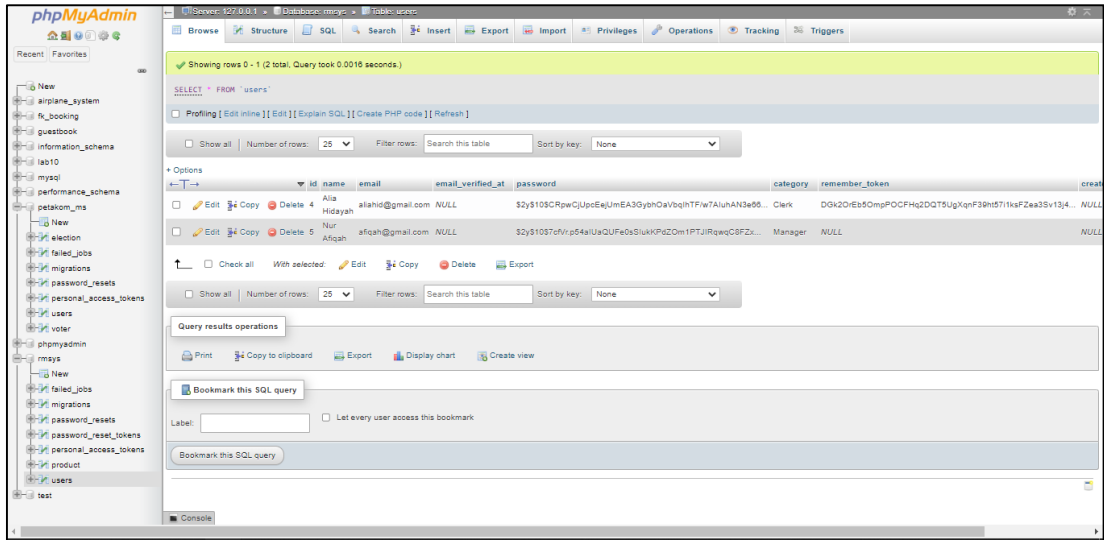 phpMyAdmin
Server: 127.0.0.1 » Database: rmsys » Table: users
Browse Structure SQL Search Insert Export Import Privileges Operations Tracking Triggers
Recent Favorites
New
airplane_system
fk_booking
guestbook
information_schema
lab10
mysql
performance_schema
petakom_ms
New
election
failed_jobs
migrations
password_resets
personal_access_tokens
users
voter
phpmyadmin
rmsys
New
failed_jobs
migrations
password_resets
password_reset_tokens
personal_access_tokens
product
users
test
Showing rows 0 - 1 (2 total, Query took 0.0016 seconds.)
SELECT * FROM `users`
Profiling [ Edit inline ] [ Edit ] [ Explain SQL ] [ Create PHP code ] [ Refresh ]
Show all | Number of rows: 25 Filter rows: Search this table Sort by key: None
+ Options
←T→ id name email email_verified_at password category remember_token create
Edit Copy Delete 4 Alia Hidayah aliahid@gmail.com NULL Clerk NULL
Edit Copy Delete 5 Nur Afiqah afiqah@gmail.com NULL Manager NULL NULL
Check all With selected: Edit Copy Delete Export
Show all | Number of rows: 25 Filter rows: Search this table Sort by key: None
Query results operations
Print Copy to clipboard Export Display chart Create view
Bookmark this SQL query
Label: Let every user access this bookmark
Bookmark this SQL query
Console